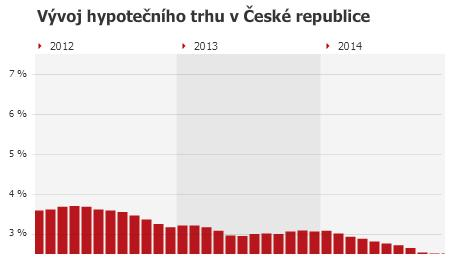 Vývoj hypotečního trhu v České republice
2012 2013 2014
7 %
6 %
5 %
4 %
3 %